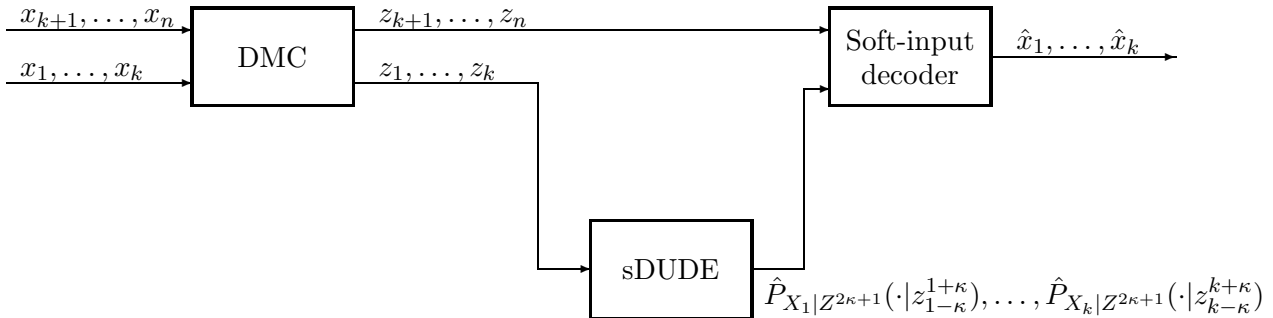 x_{k+1}, . . . , x_n
z_{k+1}, . . . , z_n
DMC
x_1, . . . , x_k
z_1, . . . , z_k
Soft-input
decoder
x̂_1, . . . , x̂_k
sDUDE
P̂_{X_1|Z^{2κ+1}}(·|z_{1−κ}^{1+κ}), . . . , P̂_{X_k|Z^{2κ+1}}(·|z_{k−κ}^{k+κ})